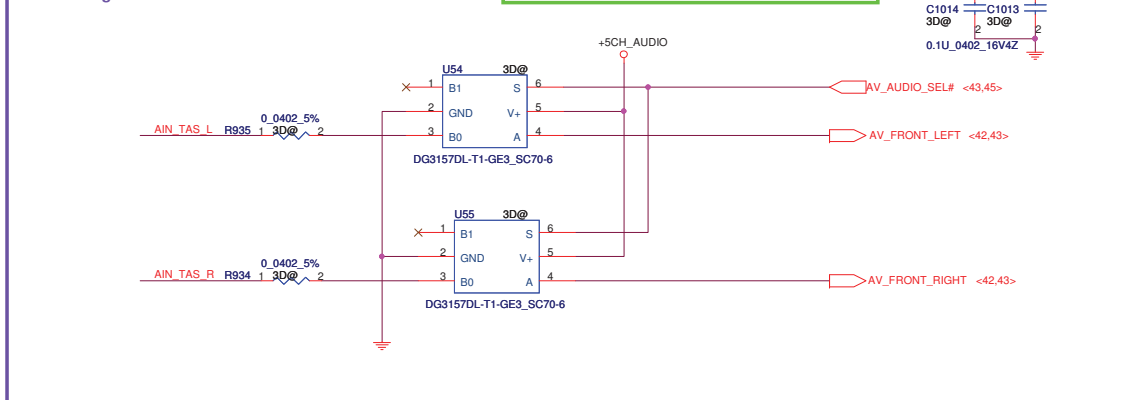 C1014 C1013
3D@ 3D@
2 2
0.1U_0402_16V4Z
+5CH_AUDIO
U54 3D@
1 B1 S 6 AV_AUDIO_SEL# <43,45>
2 GND V+ 5
0_0402_5%
AIN_TAS_L R935 1 3D@ 2 3 B0 A 4 AV_FRONT_LEFT <42,43>
DG3157DL-T1-GE3_SC70-6
U55 3D@
1 B1 S 6
2 GND V+ 5
0_0402_5%
AIN_TAS_R R934 1 3D@ 2 3 B0 A 4 AV_FRONT_RIGHT <42,43>
DG3157DL-T1-GE3_SC70-6